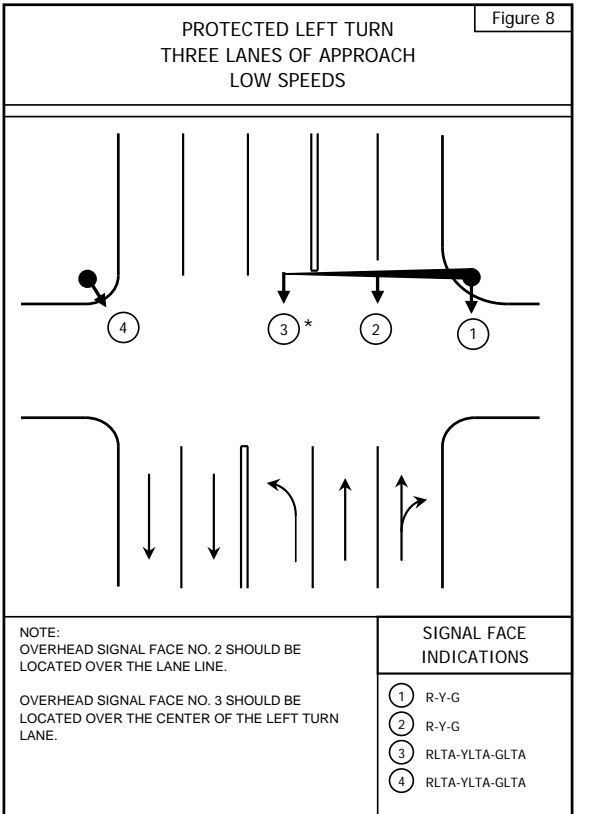 Figure 8
PROTECTED LEFT TURN
THREE LANES OF APPROACH
LOW SPEEDS
4
3 *
2
1
NOTE:
OVERHEAD SIGNAL FACE NO. 2 SHOULD BE
LOCATED OVER THE LANE LINE.
OVERHEAD SIGNAL FACE NO. 3 SHOULD BE
LOCATED OVER THE CENTER OF THE LEFT TURN
LANE.
SIGNAL FACE
INDICATIONS
1 R-Y-G
2 R-Y-G
3 RLTA-YLTA-GLTA
4 RLTA-YLTA-GLTA